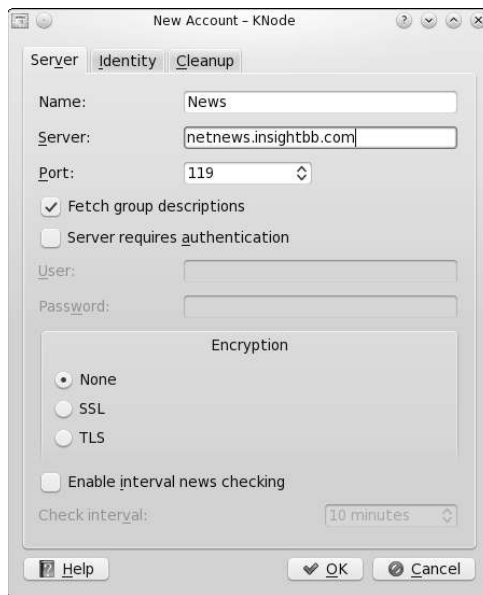 New Account – KNode
Server Identity Cleanup
Name: News
Server: netnews.insightbb.com
Port: 119
Fetch group descriptions
Server requires authentication
User:
Password:
Encryption
None
SSL
TLS
Enable interval news checking
Check interval: 10 minutes
Help OK Cancel